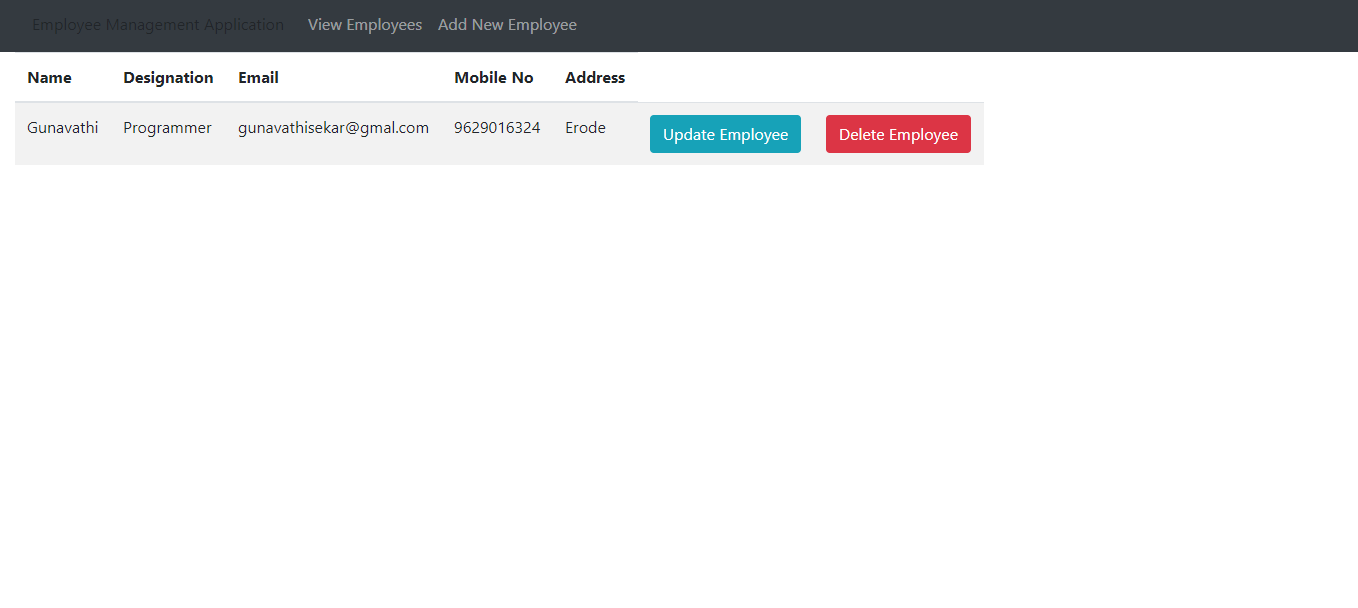 Employee Management Application View Employees Add New Employee
Name Designation Email Mobile No Address
Gunavathi Programmer gunavathisekar@gmal.com 9629016324 Erode Update Employee Delete Employee